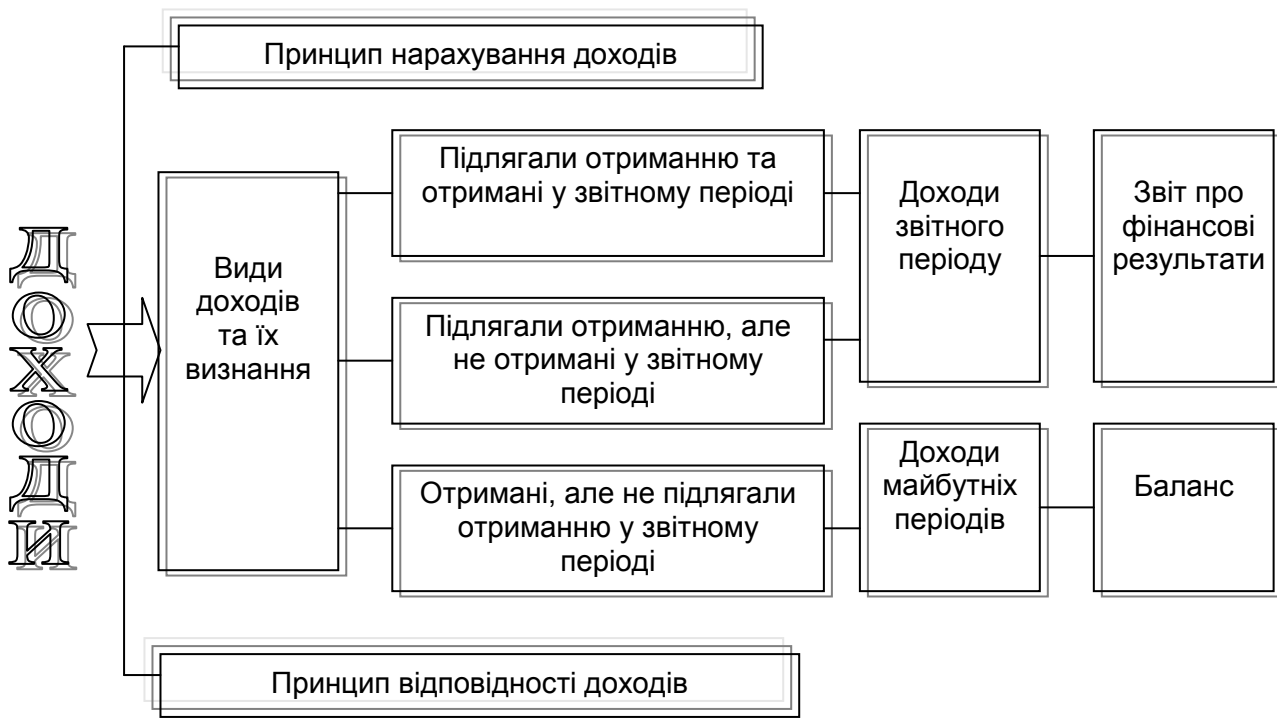 Принцип нарахування доходів
ДОХОДИ
Види
доходів
та їх
визнання
Підлягали отриманню та
отримані у звітному періоді
Підлягали отриманню, але
не отримані у звітному
періоді
Отримані, але не підлягали
отриманню у звітному
періоді
Доходи
звітного
періоду
Доходи
майбутніх
періодів
Звіт про
фінансові
результати
Баланс
Принцип відповідності доходів